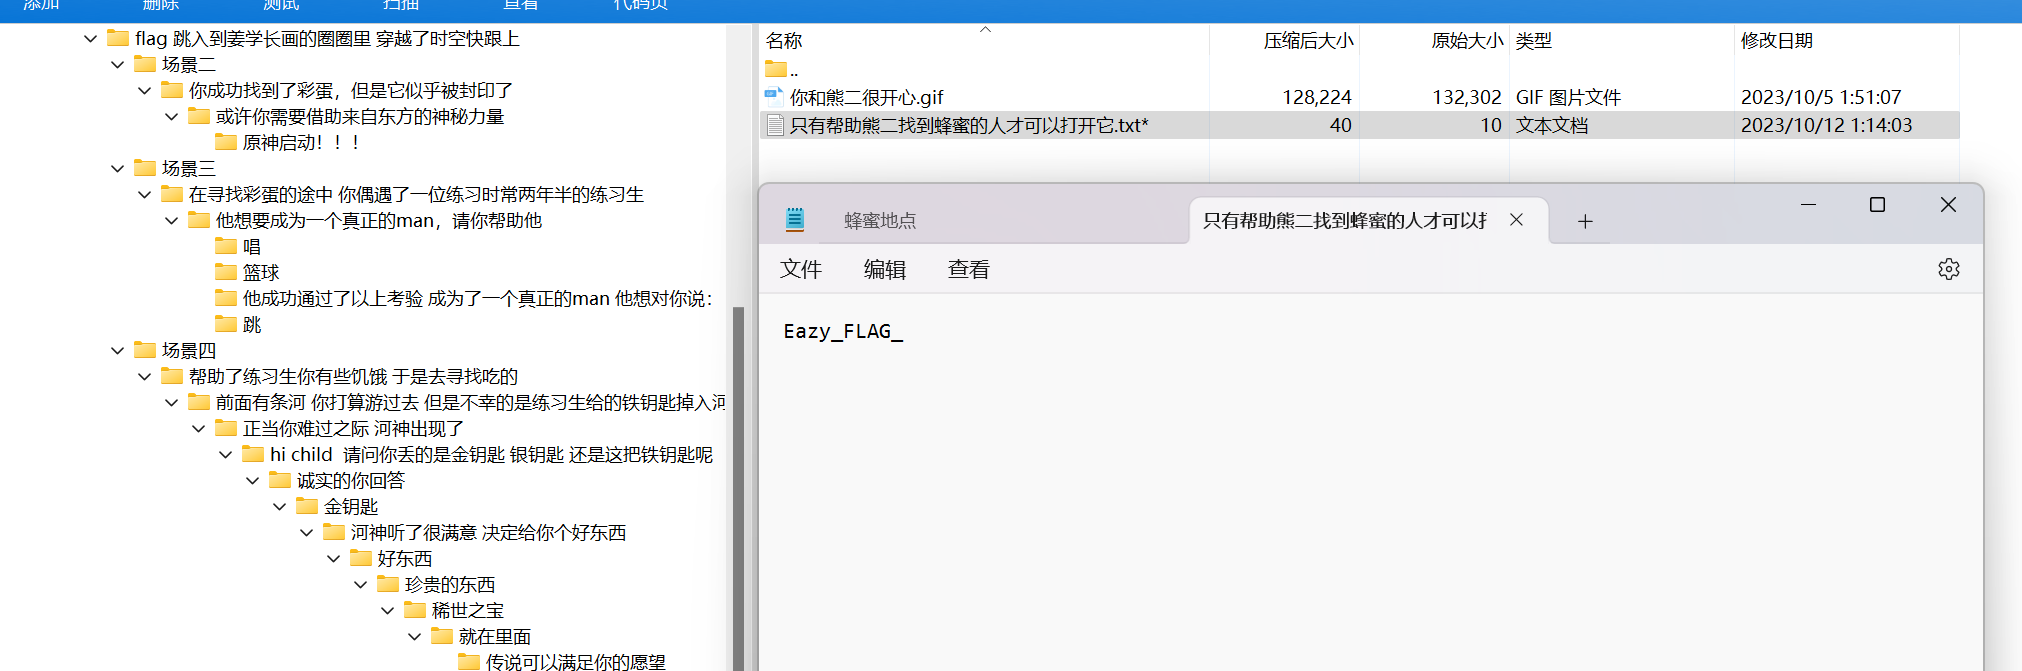 添加 删除 测试 扫描 查看 代码页
flag 跳入到姜学长画的圈圈里 穿越了时空快跟上
场景二
你成功找到了彩蛋，但是它似乎被封印了
或许你需要借助来自东方的神秘力量
原神启动！！！
场景三
在寻找彩蛋的途中 你偶遇了一位练习时常两年半的练习生
他想要成为一个真正的man，请你帮助他
唱
篮球
他成功通过了以上考验 成为了一个真正的man 他想对你说：
跳
场景四
帮助了练习生你有些饥饿 于是去寻找吃的
前面有条河 你打算游过去 但是不幸的是练习生给的铁钥匙掉入河
正当你难过之际 河神出现了
hi child 请问你丢的是金钥匙 银钥匙 还是这把铁钥匙呢
诚实的你回答
金钥匙
河神听了很满意 决定给你个好东西
好东西
珍贵的东西
稀世之宝
就在里面
传说可以满足你的愿望
名称 压缩后大小 原始大小 类型 修改日期
..
你和熊二很开心.gif 128,224 132,302 GIF 图片文件 2023/10/5 1:51:07
只有帮助熊二找到蜂蜜的人才可以打开它.txt* 40 10 文本文档 2023/10/12 1:14:03
蜂蜜地点 只有帮助熊二找到蜂蜜的人才可以打
文件 编辑 查看
Eazy_FLAG_